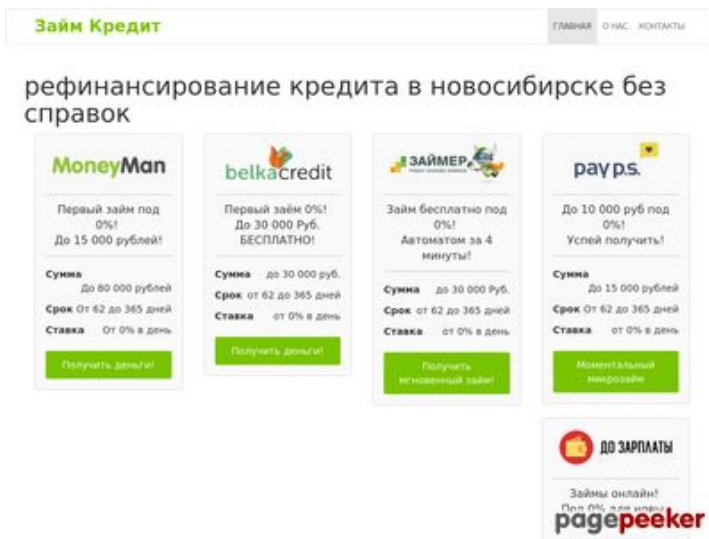 Займ Кредит
ГЛАВНАЯ О НАС КОНТАКТЫ
рефинансирование кредита в новосибирске без
справок
MoneyMan
Первый займ под
0%!
До 15 000 рублей!
Сумма
До 80 000 рублей
Срок От 62 до 365 дней
Ставка От 0% в день
Получить деньги!
belkacredit
Первый заём 0%!
До 30 000 Руб.
БЕСПЛАТНО!
Сумма до 30 000 руб.
Срок от 62 до 365 дней
Ставка от 0% в день
Получить деньги!
ЗАЙМЕР
Займ бесплатно под
0%!
Автоматом за 4
минуты!
Сумма до 30 000 Руб.
Срок от 62 до 365 дней
Ставка от 0% в день
Получить
мгновенный займ!
pay p.s.
До 10 000 руб под
0%!
Успей получить!
Сумма
До 15 000 рублей
Срок От 62 до 365 дней
Ставка от 0% в день
Моментальный
микрозайм
ДО ЗАРПЛАТЫ
Займы онлайн!
Под 0% для новых
pagepeeker